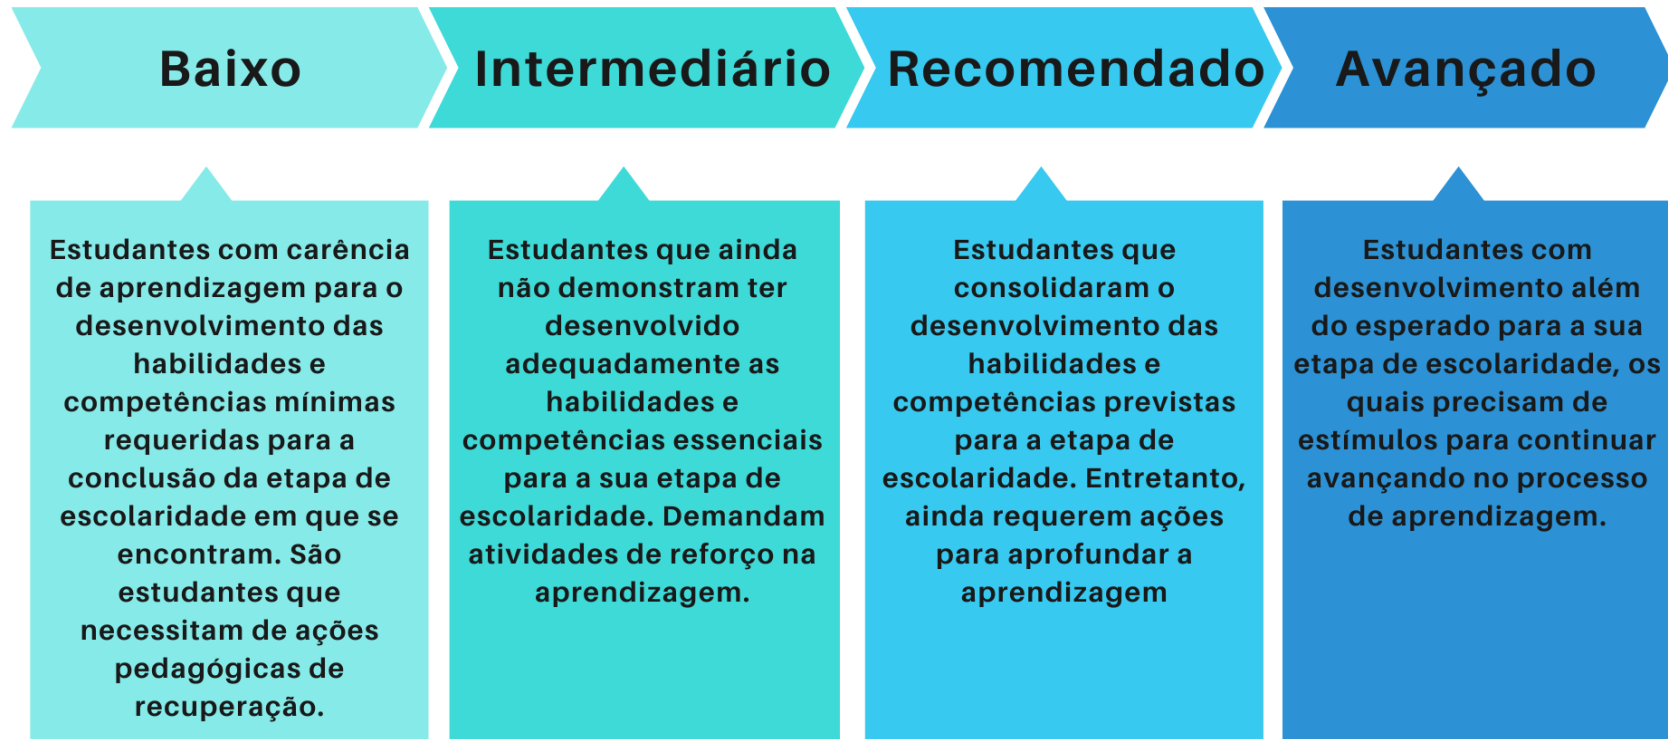 Baixo
Intermediário
Recomendado
Avançado
Estudantes com carência
de aprendizagem para o
desenvolvimento das
habilidades e
competências mínimas
requeridas para a
conclusão da etapa de
escolaridade em que se
encontram. São
estudantes que
necessitam de ações
pedagógicas de
recuperação.
Estudantes que ainda
não demonstram ter
desenvolvido
adequadamente as
habilidades e
competências essenciais
para a sua etapa de
escolaridade. Demandam
atividades de reforço na
aprendizagem.
Estudantes que
consolidaram o
desenvolvimento das
habilidades e
competências previstas
para a etapa de
escolaridade. Entretanto,
ainda requerem ações
para aprofundar a
aprendizagem
Estudantes com
desenvolvimento além
do esperado para a sua
etapa de escolaridade, os
quais precisam de
estímulos para continuar
avançando no processo
de aprendizagem.